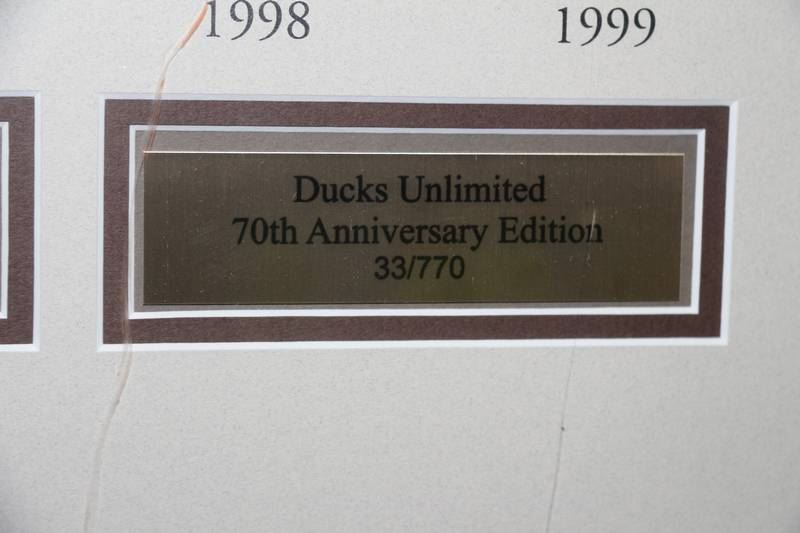 1998 1999
Ducks Unlimited
70th Anniversary Edition
33/770